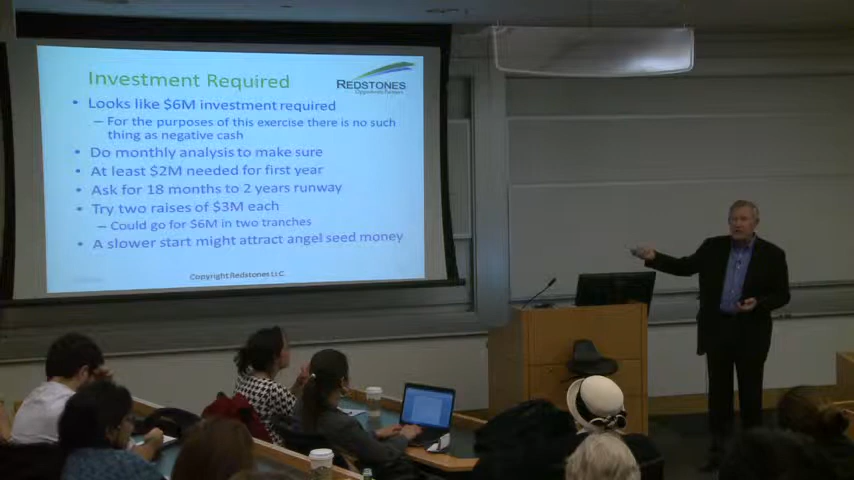 Investment Required
REDSTONES
• Looks like $6M investment required
– For the purposes of this exercise there is no such
thing as negative cash
• Do monthly analysis to make sure
• At least $2M needed for first year
• Ask for 18 months to 2 years runway
• Try two raises of $3M each
– Could go for $6M in two tranches
• A slower start might attract angel seed money
Copyright Redstones LLC